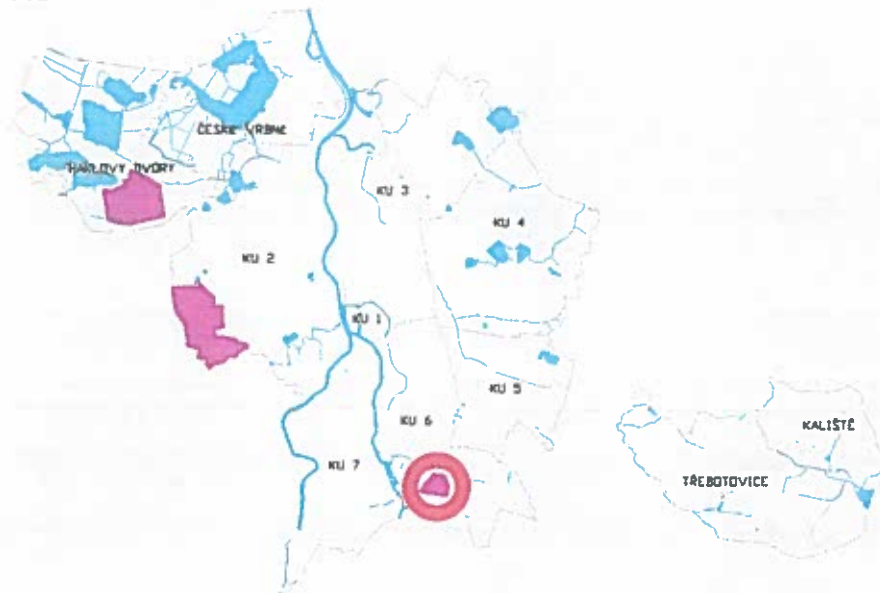 ČESKÉ VRBNÉ
HAKLOVY DVORY
KU 3
KU 4
KU 2
KU 1
KU 5
KU 6
KALIŠTĚ
KU 7
TŘEBOTOVICE